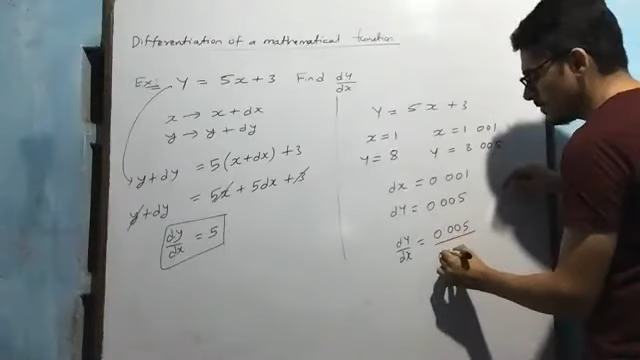 Differentiation of a mathematical function
Ex:- Y = 5x + 3 Find dy/dx
x → x + dx
y → y + dy
y + dy = 5(x + dx) + 3
y + dy = 5x + 5dx + 3
dy/dx = 5
Y = 5x + 3
x = 1 x = 1.001
Y = 8 Y = 8.005
dx = 0.001
dY = 0.005
dY/dx = 0.005